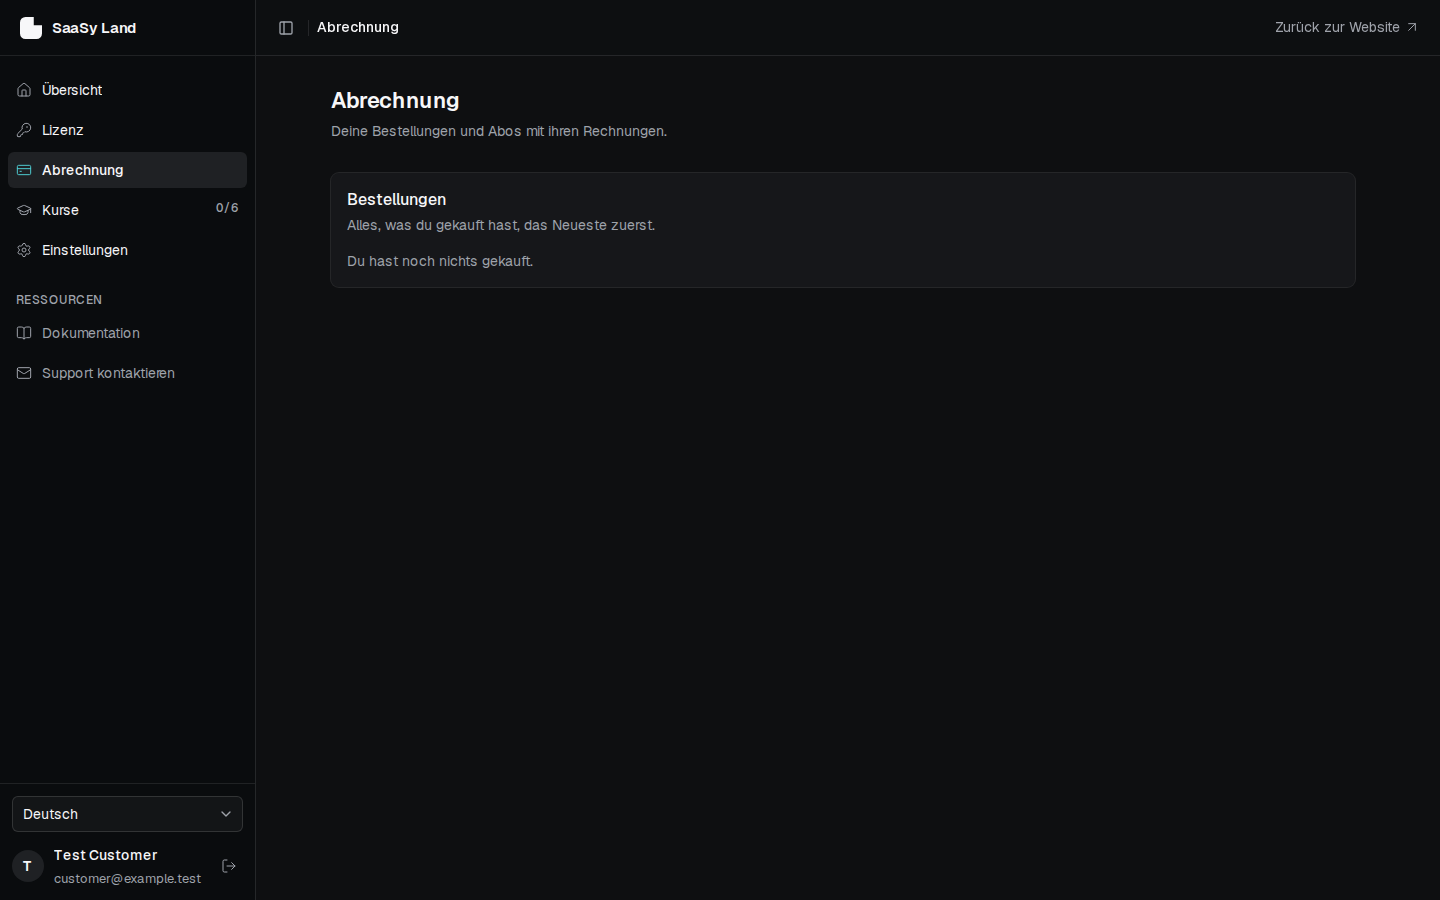 SaaSy Land
Abrechnung
Zurück zur Website
Übersicht
Lizenz
Abrechnung
Kurse
0/6
Einstellungen
RESSOURCEN
Dokumentation
Support kontaktieren
Abrechnung
Deine Bestellungen und Abos mit ihren Rechnungen.
Bestellungen
Alles, was du gekauft hast, das Neueste zuerst.
Du hast noch nichts gekauft.
Deutsch
T
Test Customer
customer@example.test